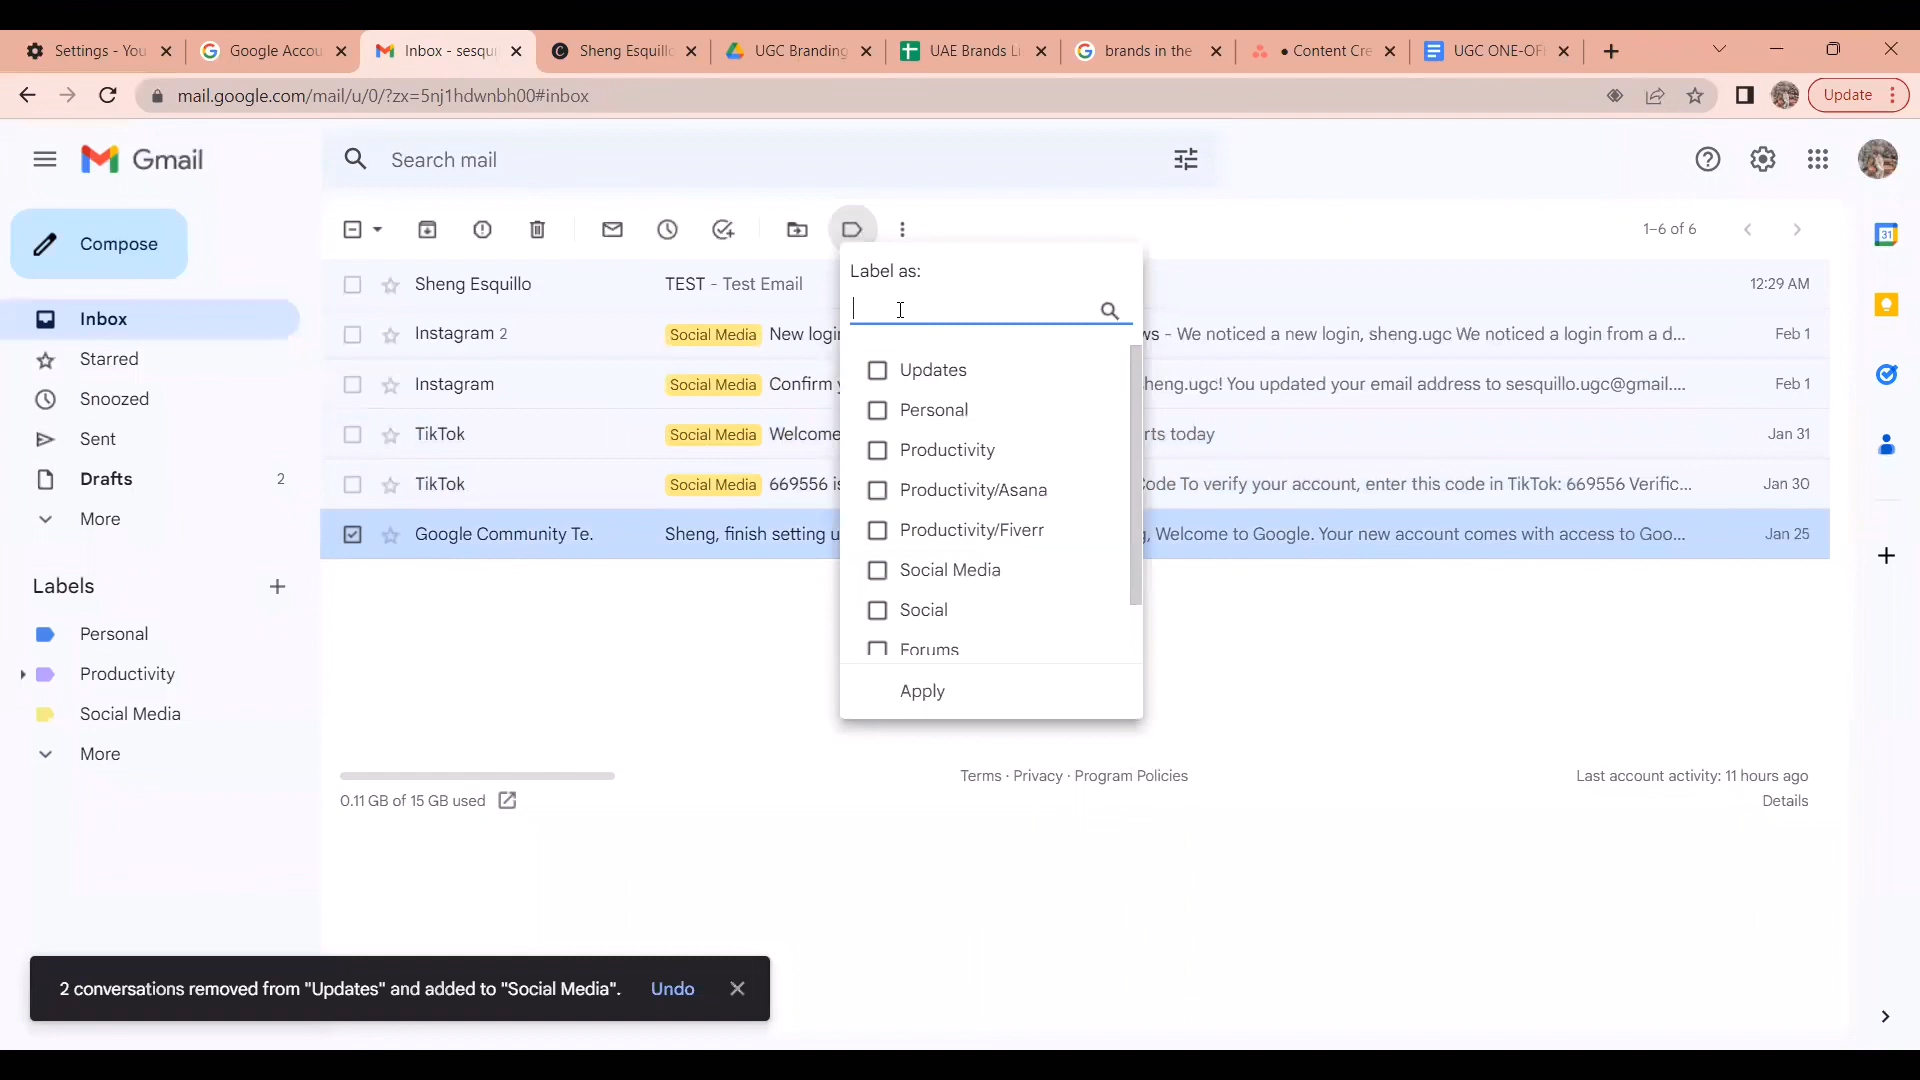 Settings - You
Google Accou
Inbox - sesqu
Sheng Esquillo
UGC Branding
UAE Brands Li
brands in the
• Content Cre
UGC ONE-OF
mail.google.com/mail/u/0/?zx=5nj1hdwnbh00#inbox
Update
Gmail
Search mail
Compose
1–6 of 6
Label as:
Inbox
Starred
Snoozed
Sent
Drafts 2
More
Labels
Personal
Productivity
Social Media
More
Sheng Esquillo TEST - Test Email 12:29 AM
Instagram 2 Social Media New login ws - We noticed a new login, sheng.ugc We noticed a login from a d... Feb 1
Instagram Social Media Confirm heng.ugc! You updated your email address to sesquillo.ugc@gmail.... Feb 1
TikTok Social Media Welcome rts today Jan 31
TikTok Social Media 669556 is Code To verify your account, enter this code in TikTok: 669556 Verific... Jan 30
Google Community Te. Sheng, finish setting u , Welcome to Google. Your new account comes with access to Goo... Jan 25
Updates
Personal
Productivity
Productivity/Asana
Productivity/Fiverr
Social Media
Social
Forums
Apply
0.11 GB of 15 GB used
Terms · Privacy · Program Policies
Last account activity: 11 hours ago
Details
2 conversations removed from "Updates" and added to "Social Media". Undo
31